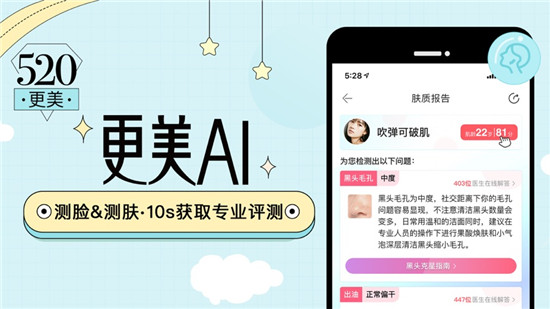 520
·更美·
更美AI
测脸&测肤·10s获取专业评测
5:28
肤质报告
吹弹可破肌
肌龄22岁 81分
为您检测出以下问题:
黑头毛孔 中度
403位医生在线解答
黑头毛孔为中度，社交距离下你的毛孔
问题容易显现，不注意清洁黑头数量会
变多，日常用温和的洁面同时，建议在
专业人员的操作下进行果酸焕肤和小气
泡深层清洁黑头缩小毛孔。
黑头克星指南
出油 正常偏干
447位医生在线解答